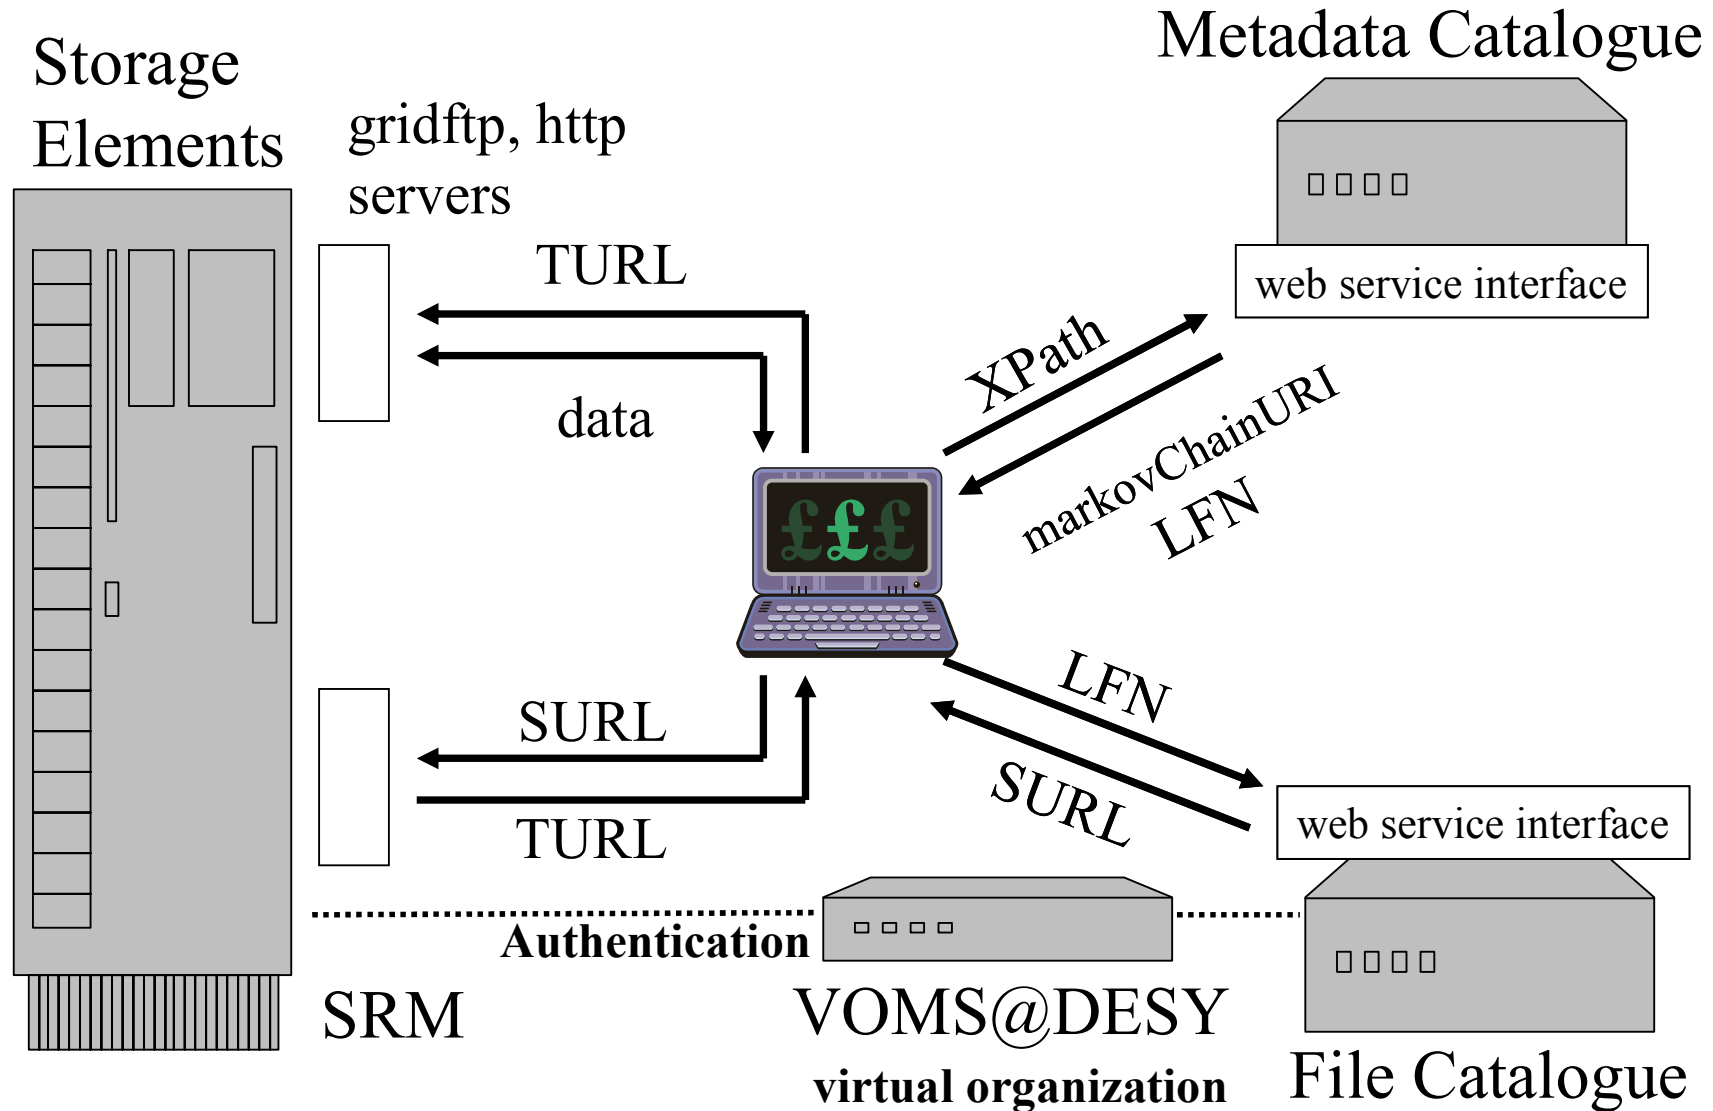 Storage
Elements
gridftp, http
servers
Metadata Catalogue
web service interface
TURL
data
XPath
markovChainURI
LFN
£££
SURL
TURL
LFN
SURL
web service interface
Authentication
SRM
VOMS@DESY
virtual organization
File Catalogue